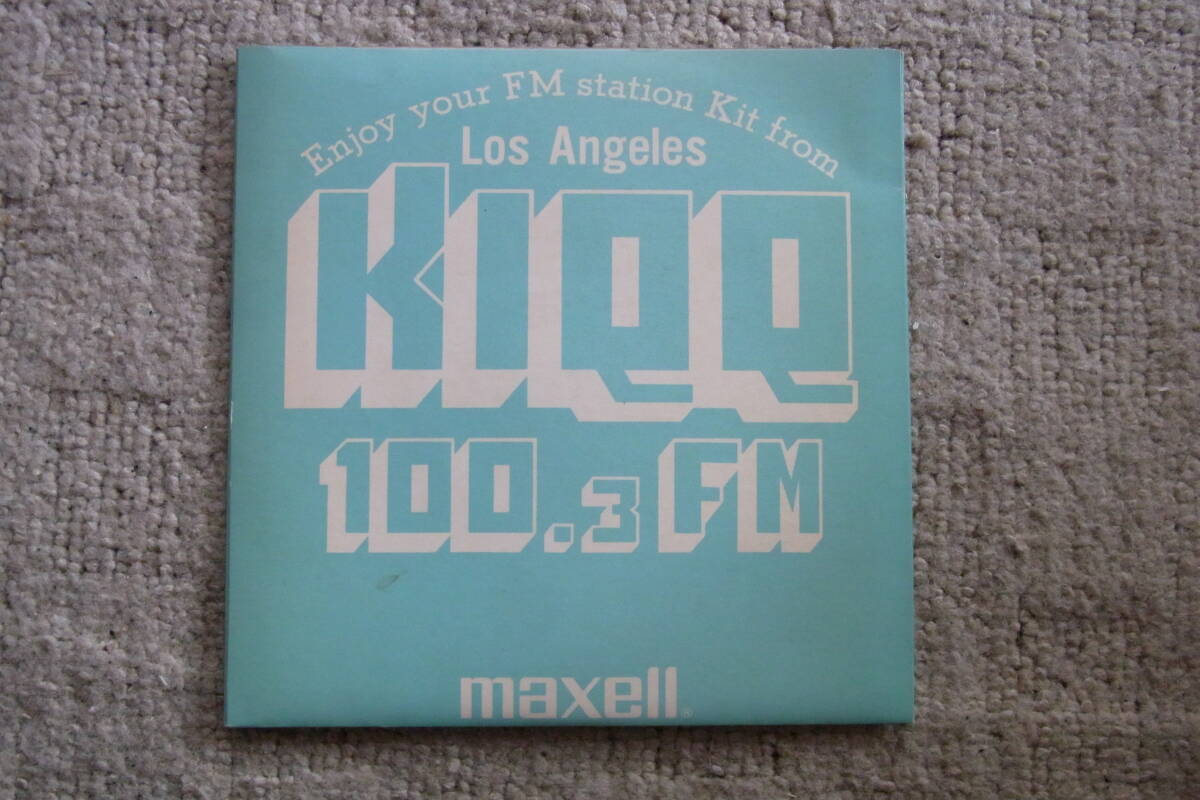 Enjoy your FM station Kit from
Los Angeles
KIQQ
100.3 FM
maxell®